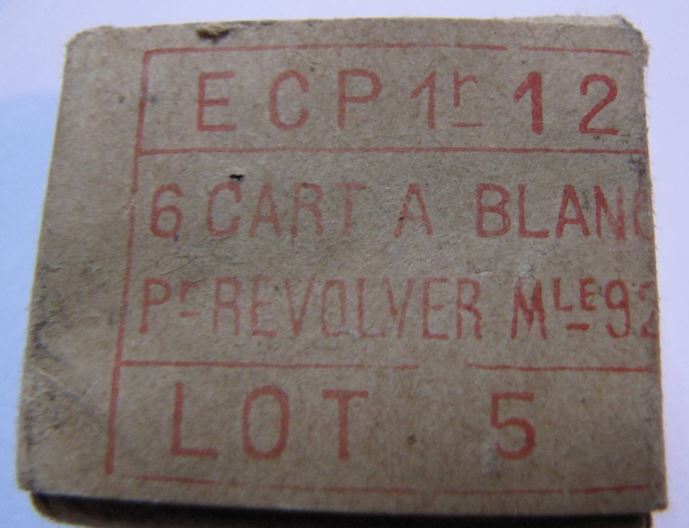 ECP 1r 12
6 CART A BLANC
Pr REVOLVER MLE 92
LOT 5